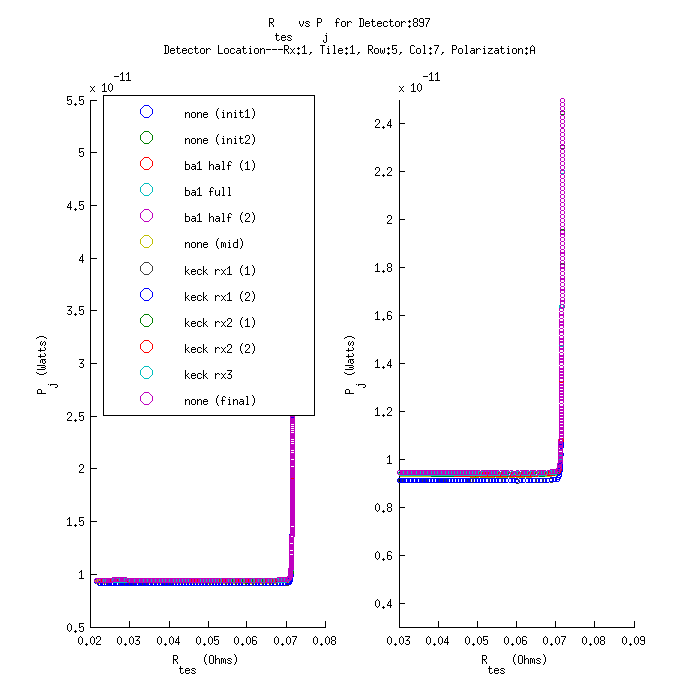 R_tes vs P_j for Detector:897
Detector Location---Rx:1, Tile:1, Row:5, Col:7, Polarization:A
x 10^-11
5.5
5
4.5
4
3.5
3
2.5
2
1.5
1
0.5
P_j (Watts)
none (init1)
none (init2)
ba1 half (1)
ba1 full
ba1 half (2)
none (mid)
keck rx1 (1)
keck rx1 (2)
keck rx2 (1)
keck rx2 (2)
keck rx3
none (final)
0.02 0.03 0.04 0.05 0.06 0.07 0.08
R_tes (Ohms)
x 10^-11
2.4
2.2
2
1.8
1.6
1.4
1.2
1
0.8
0.6
0.4
P_j (Watts)
0.03 0.04 0.05 0.06 0.07 0.08 0.09
R_tes (Ohms)